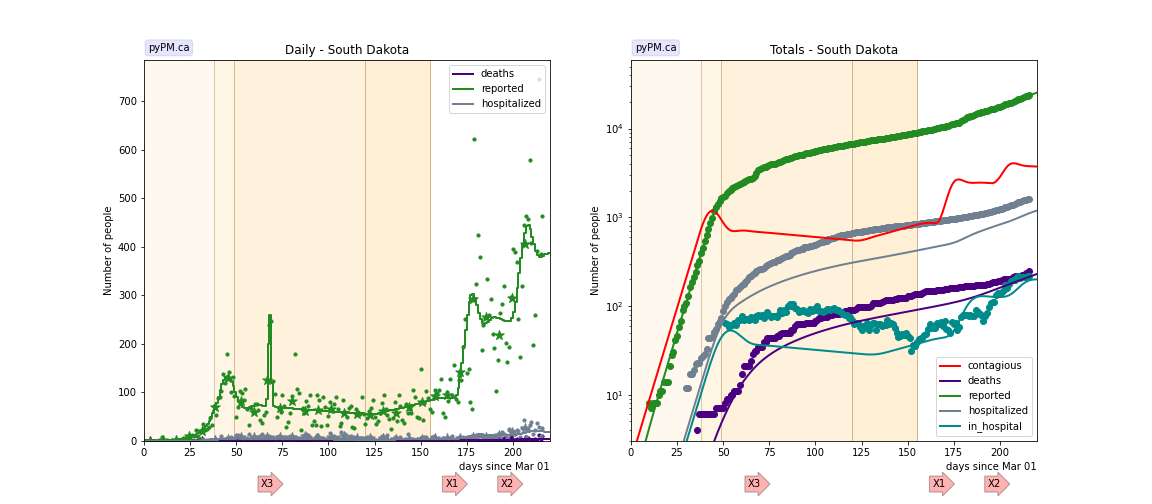 pyPM.ca
Daily - South Dakota
Number of people
700
600
500
400
300
200
100
0
deaths
reported
hospitalized
0 25 50 75 100 125 150 175 200
days since Mar 01
X3 X1 X2
pyPM.ca
Totals - South Dakota
Number of people
10⁴
10³
10²
10¹
contagious
deaths
reported
hospitalized
in_hospital
0 25 50 75 100 125 150 175 200
days since Mar 01
X3 X1 X2